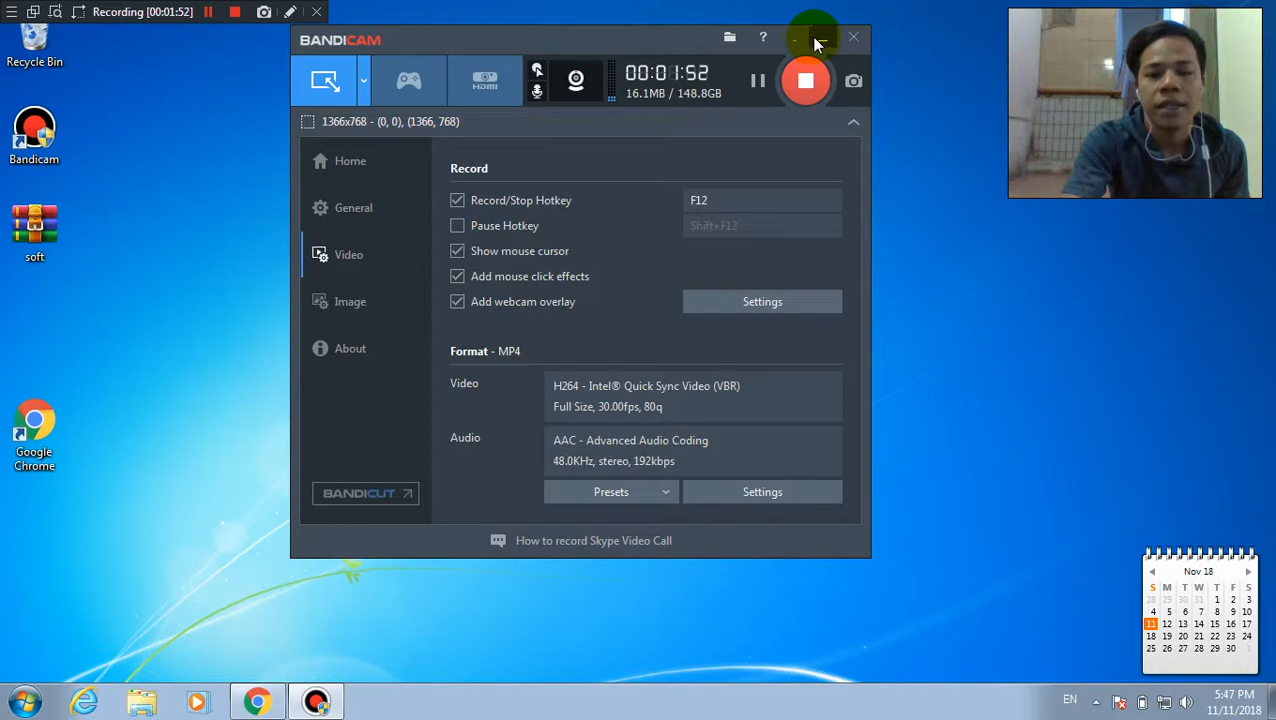 Recording [00:01:52]
Recycle Bin
Bandicam
soft
Google
Chrome
BANDICAM
?
HDMI
00:01:52
16.1MB / 148.8GB
1366x768 - (0, 0), (1366, 768)
Home
General
Video
Image
About
BANDICUT
Record
Record/Stop Hotkey F12
Pause Hotkey Shift+F12
Show mouse cursor
Add mouse click effects
Add webcam overlay Settings
Format - MP4
Video H264 - Intel® Quick Sync Video (VBR)
Full Size, 30.00fps, 80q
Audio AAC - Advanced Audio Coding
48.0KHz, stereo, 192kbps
Presets Settings
How to record Skype Video Call
Nov 18
S M T W T F S
28 29 30 31 1 2 3
4 5 6 7 8 9 10
11 12 13 14 15 16 17
18 19 20 21 22 23 24
25 26 27 28 29 30 1
EN
5:47 PM
11/11/2018